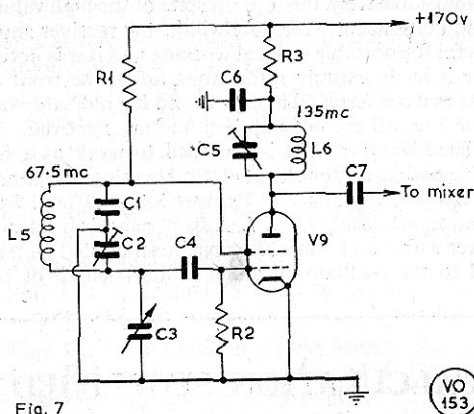 +170v
R1
R3
C6
135mc
C5
L6
67·5mc
C7
To mixer
C1
L5
C2
C4
V9
C3
R2
Fig. 7
VO
153